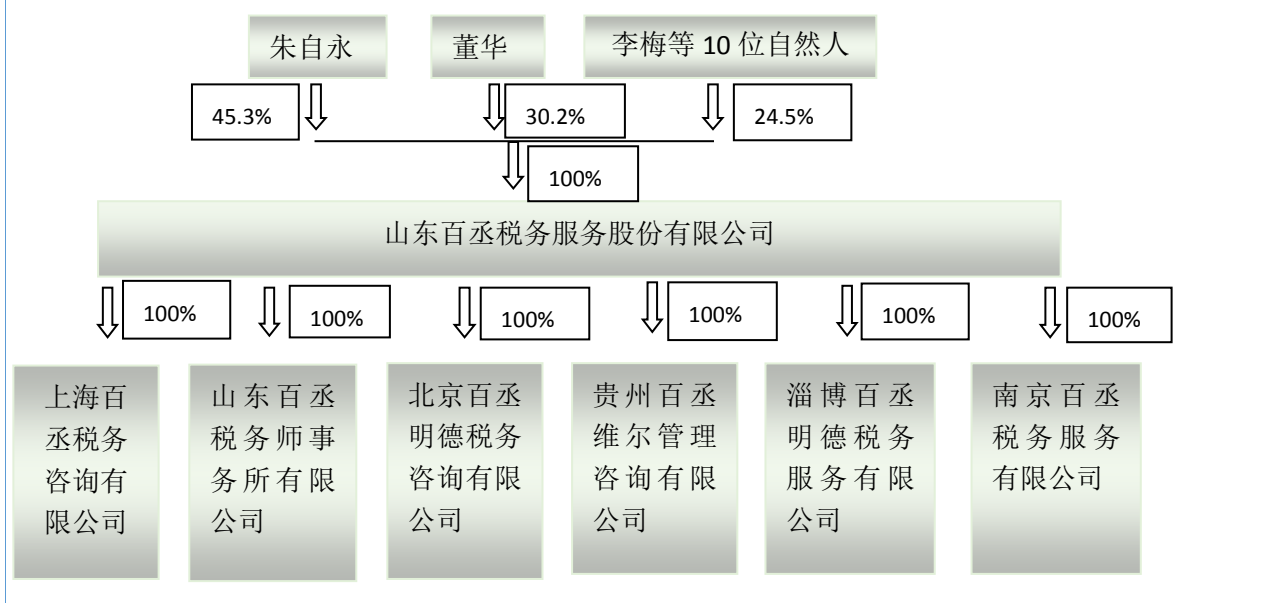 朱自永
董华
李梅等 10 位自然人
45.3%
30.2%
24.5%
100%
山东百丞税务服务股份有限公司
100%
100%
100%
100%
100%
100%
上海百
丞税务
咨询有
限公司
山东百丞
税务师事
务所有限
公司
北京百丞
明德税务
咨询有限
公司
贵州百丞
维尔管理
咨询有限
公司
淄博百丞
明德税务
服务有限
公司
南京百丞
税务服务
有限公司